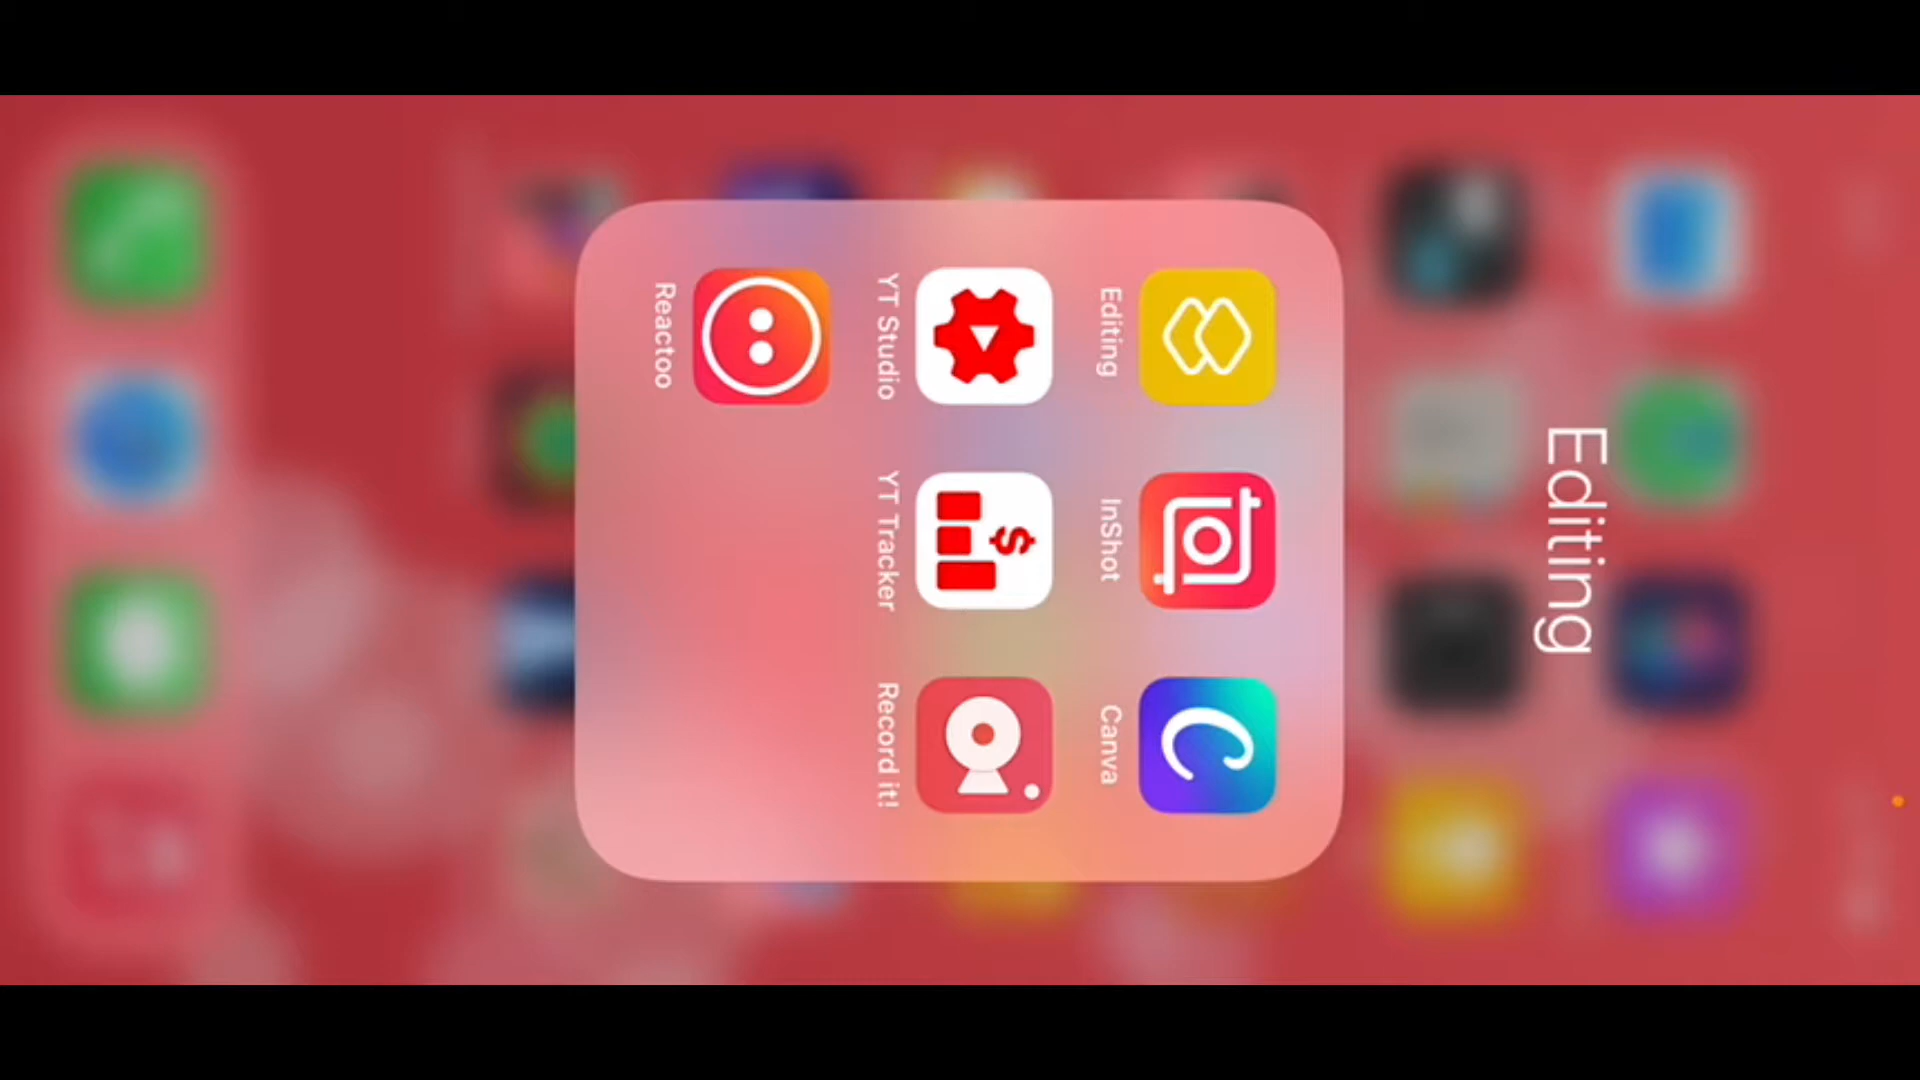 Editing
Editing
InShot
Canva
YT Studio
YT Tracker
Record it!
Reactoo